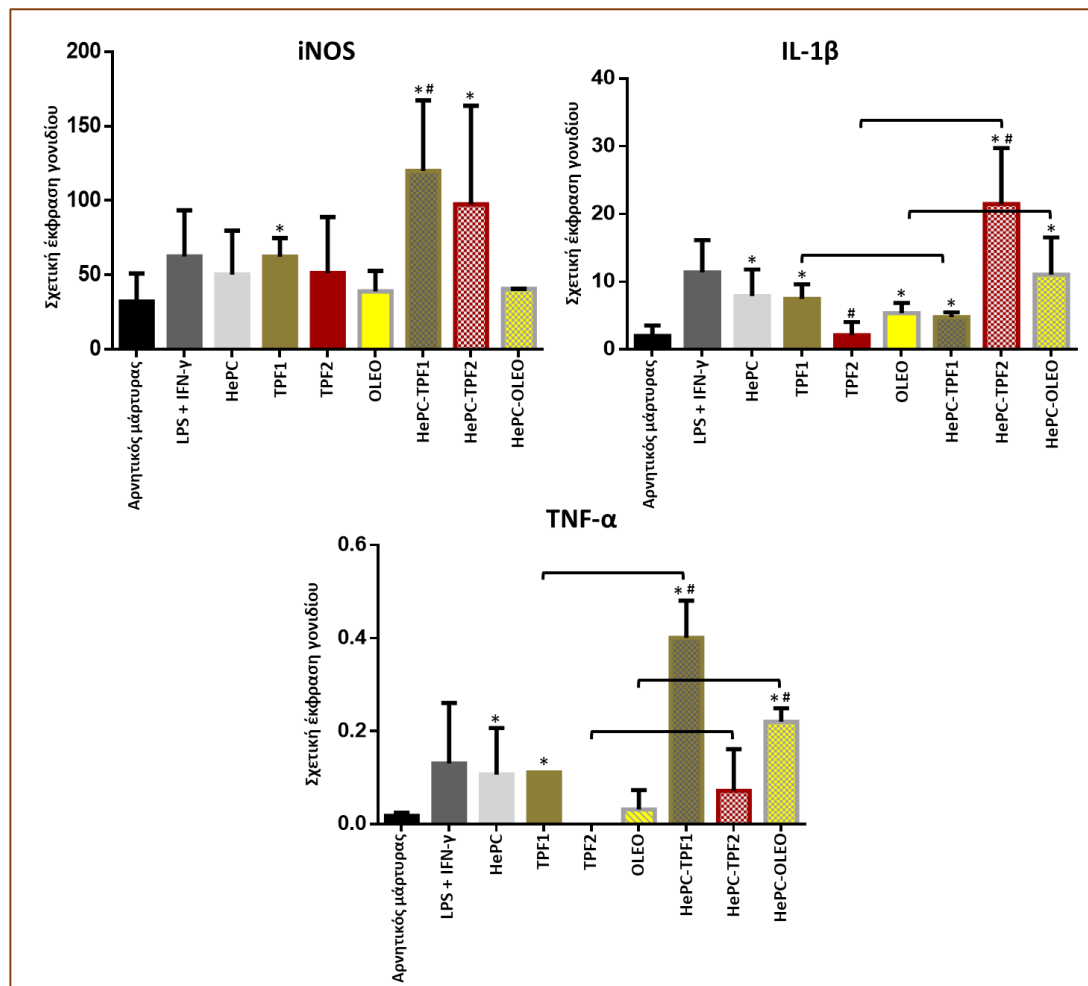 iNOS
Σχετική έκφραση γονιδίου
200
150
100
50
0
* #
*
*
Αρνητικός μάρτυρας
LPS + IFN-γ
HePC
TPF1
TPF2
OLEO
HePC-TPF1
HePC-TPF2
HePC-OLEO
IL-1β
Σχετική έκφραση γονιδίου
40
30
20
10
0
*
*
#
*
*
* #
*
Αρνητικός μάρτυρας
LPS + IFN-γ
HePC
TPF1
TPF2
OLEO
HePC-TPF1
HePC-TPF2
HePC-OLEO
TNF-α
Σχετική έκφραση γονιδίου
0.6
0.4
0.2
0.0
*
*
* #
* #
Αρνητικός μάρτυρας
LPS + IFN-γ
HePC
TPF1
TPF2
OLEO
HePC-TPF1
HePC-TPF2
HePC-OLEO